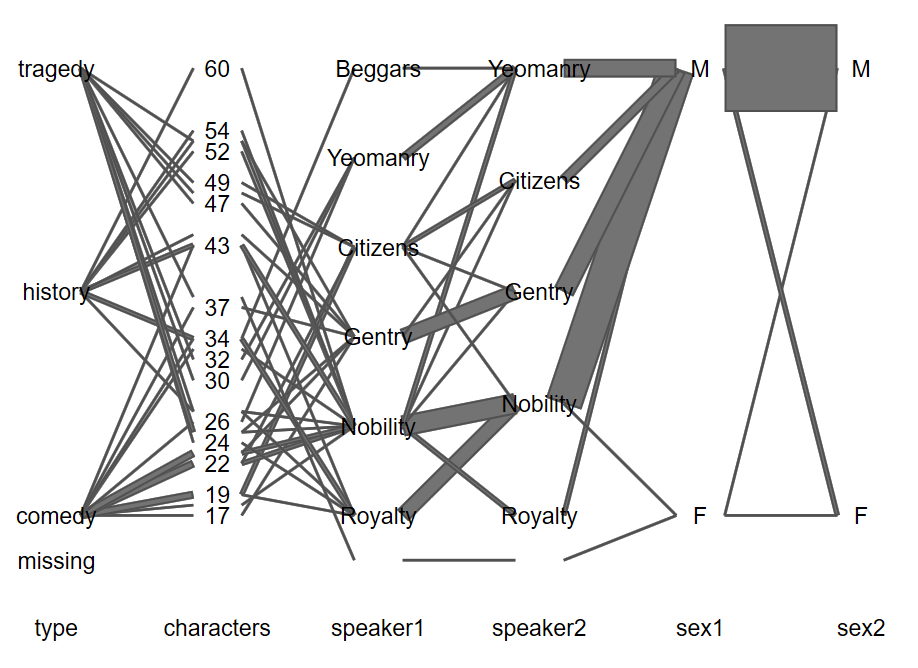 tragedy 60 Beggars Yeomanry M M
54
52 Yeomanry
49 Citizens
47
43 Citizens
history Gentry
37
34 Gentry
32
30
Nobility
26 Nobility
24
22
19
comedy 17 Royalty Royalty F F
missing
type characters speaker1 speaker2 sex1 sex2